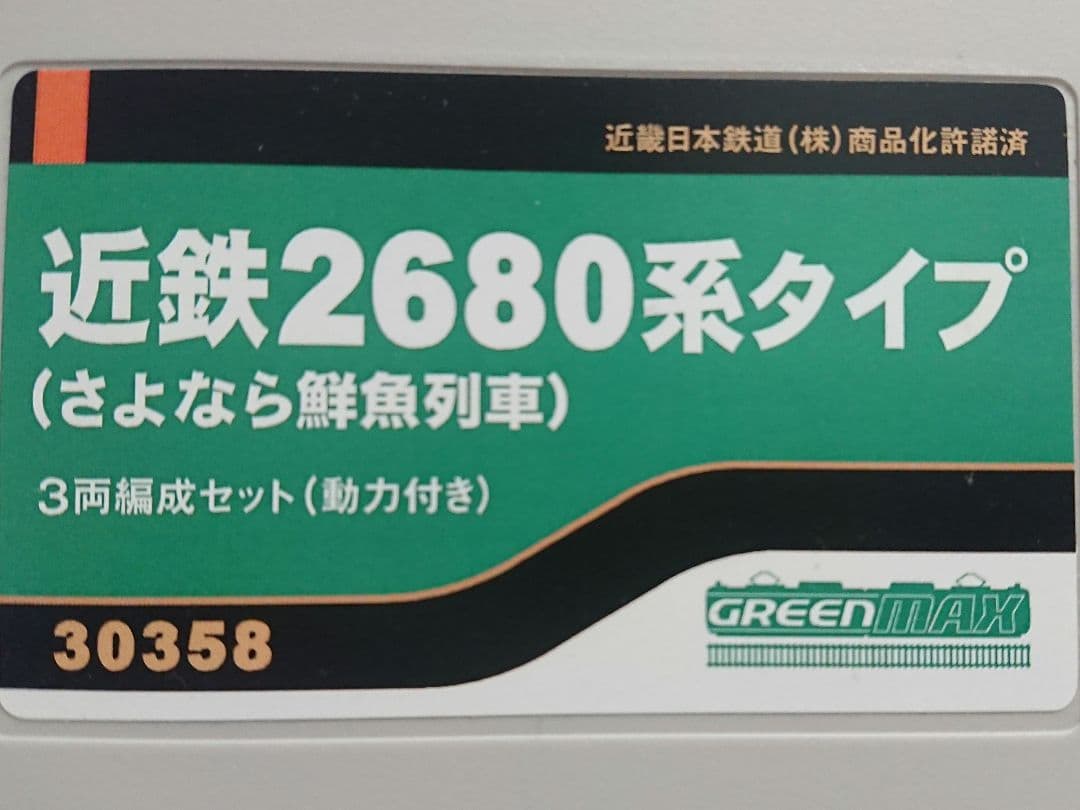 近畿日本鉄道(株)商品化許諾済
近鉄2680系タイプ
(さよなら鮮魚列車)
3両編成セット(動力付き)
30358
GREENMAX